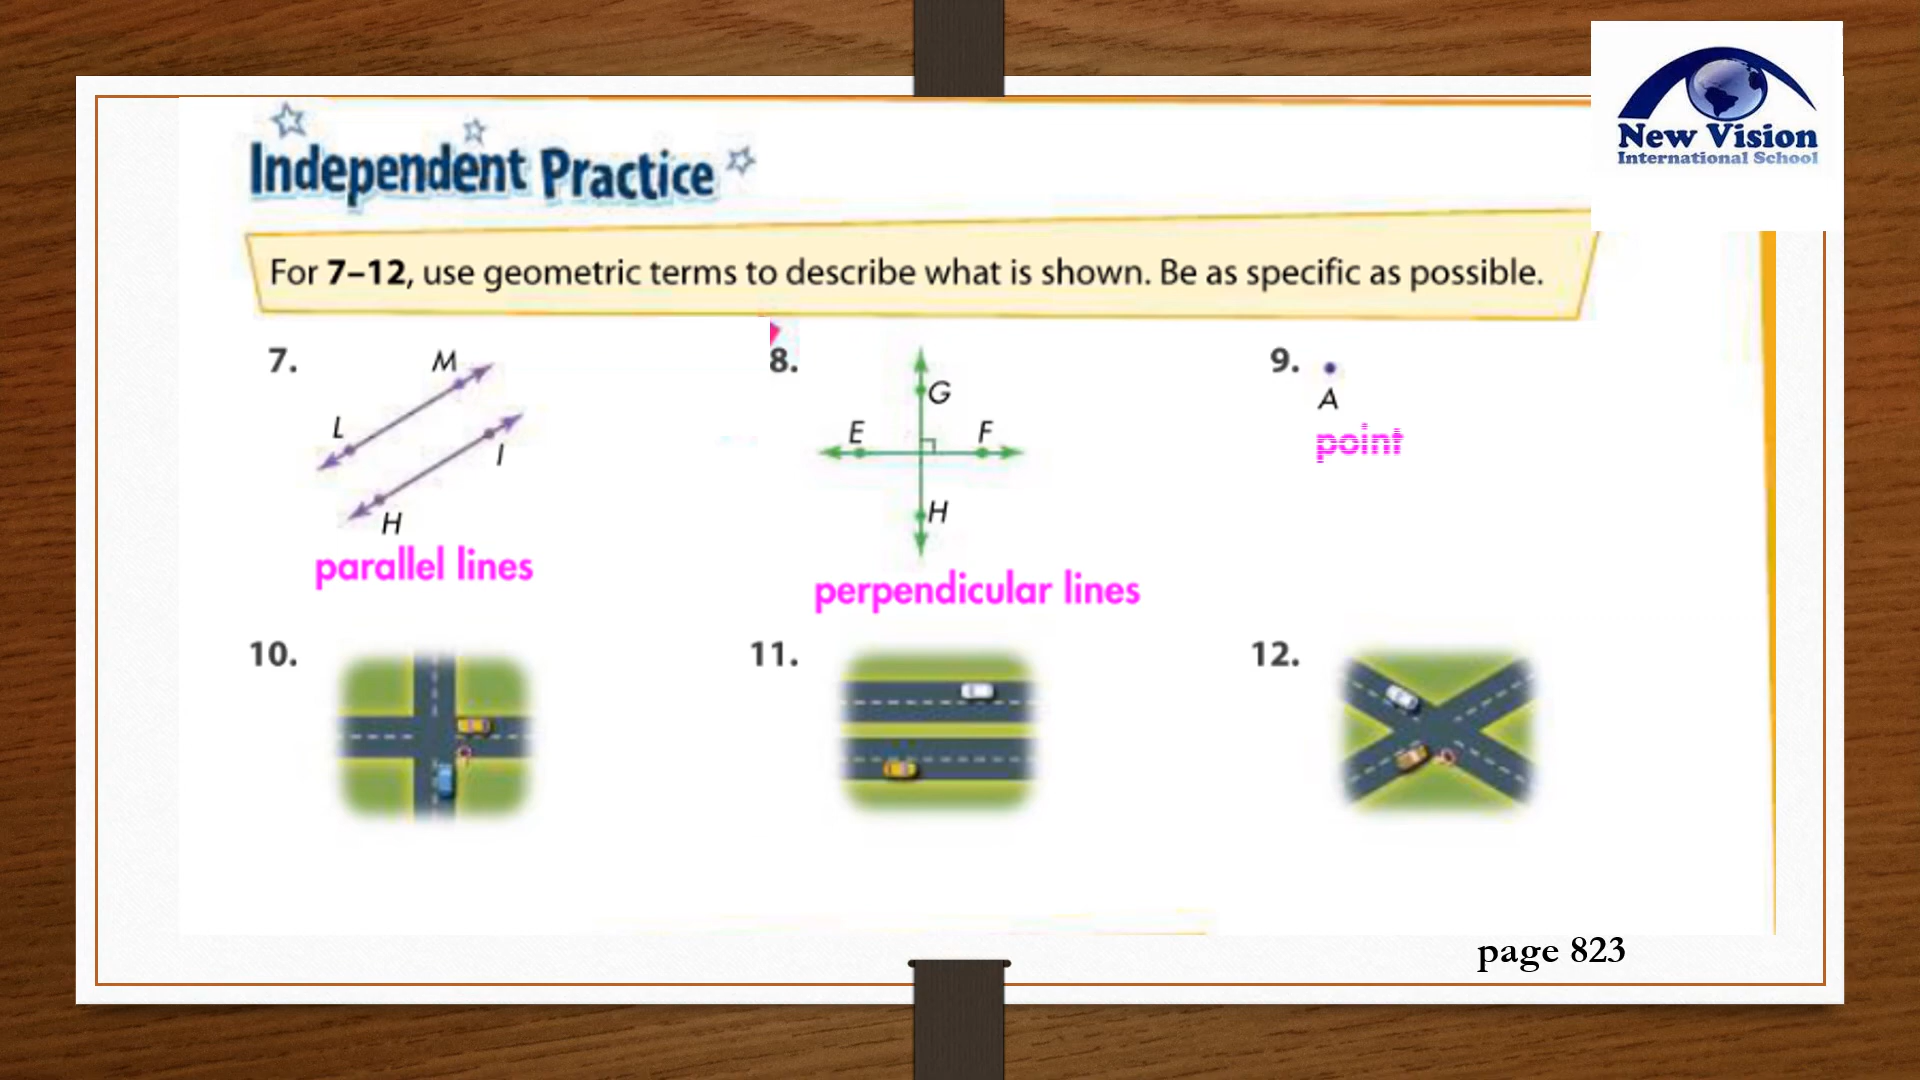 New Vision
International School
Independent Practice
For 7–12, use geometric terms to describe what is shown. Be as specific as possible.
7.
M
L
I
H
parallel lines
8.
G
E
F
H
perpendicular lines
9.
A
point
10.
11.
12.
page 823